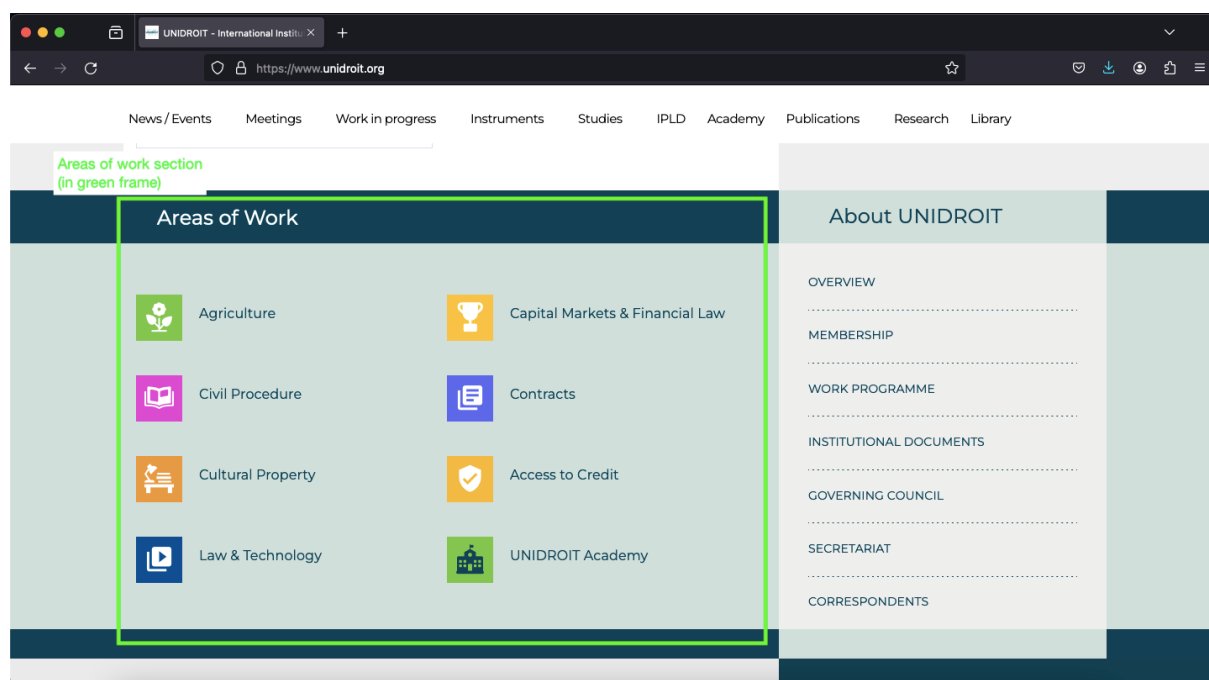 UNIDROIT - International Institu
https://www.unidroit.org
News / Events Meetings Work in progress Instruments Studies IPLD Academy Publications Research Library
Areas of work section
(in green frame)
Areas of Work
Agriculture
Capital Markets & Financial Law
Civil Procedure
Contracts
Cultural Property
Access to Credit
Law & Technology
UNIDROIT Academy
About UNIDROIT
OVERVIEW
MEMBERSHIP
WORK PROGRAMME
INSTITUTIONAL DOCUMENTS
GOVERNING COUNCIL
SECRETARIAT
CORRESPONDENTS